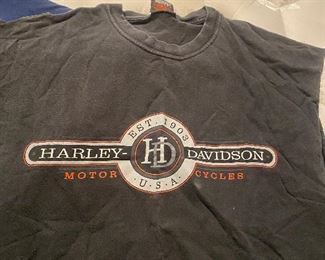 EST. 1903
HARLEY- HD DAVIDSON
MOTOR CYCLES
U.S.A